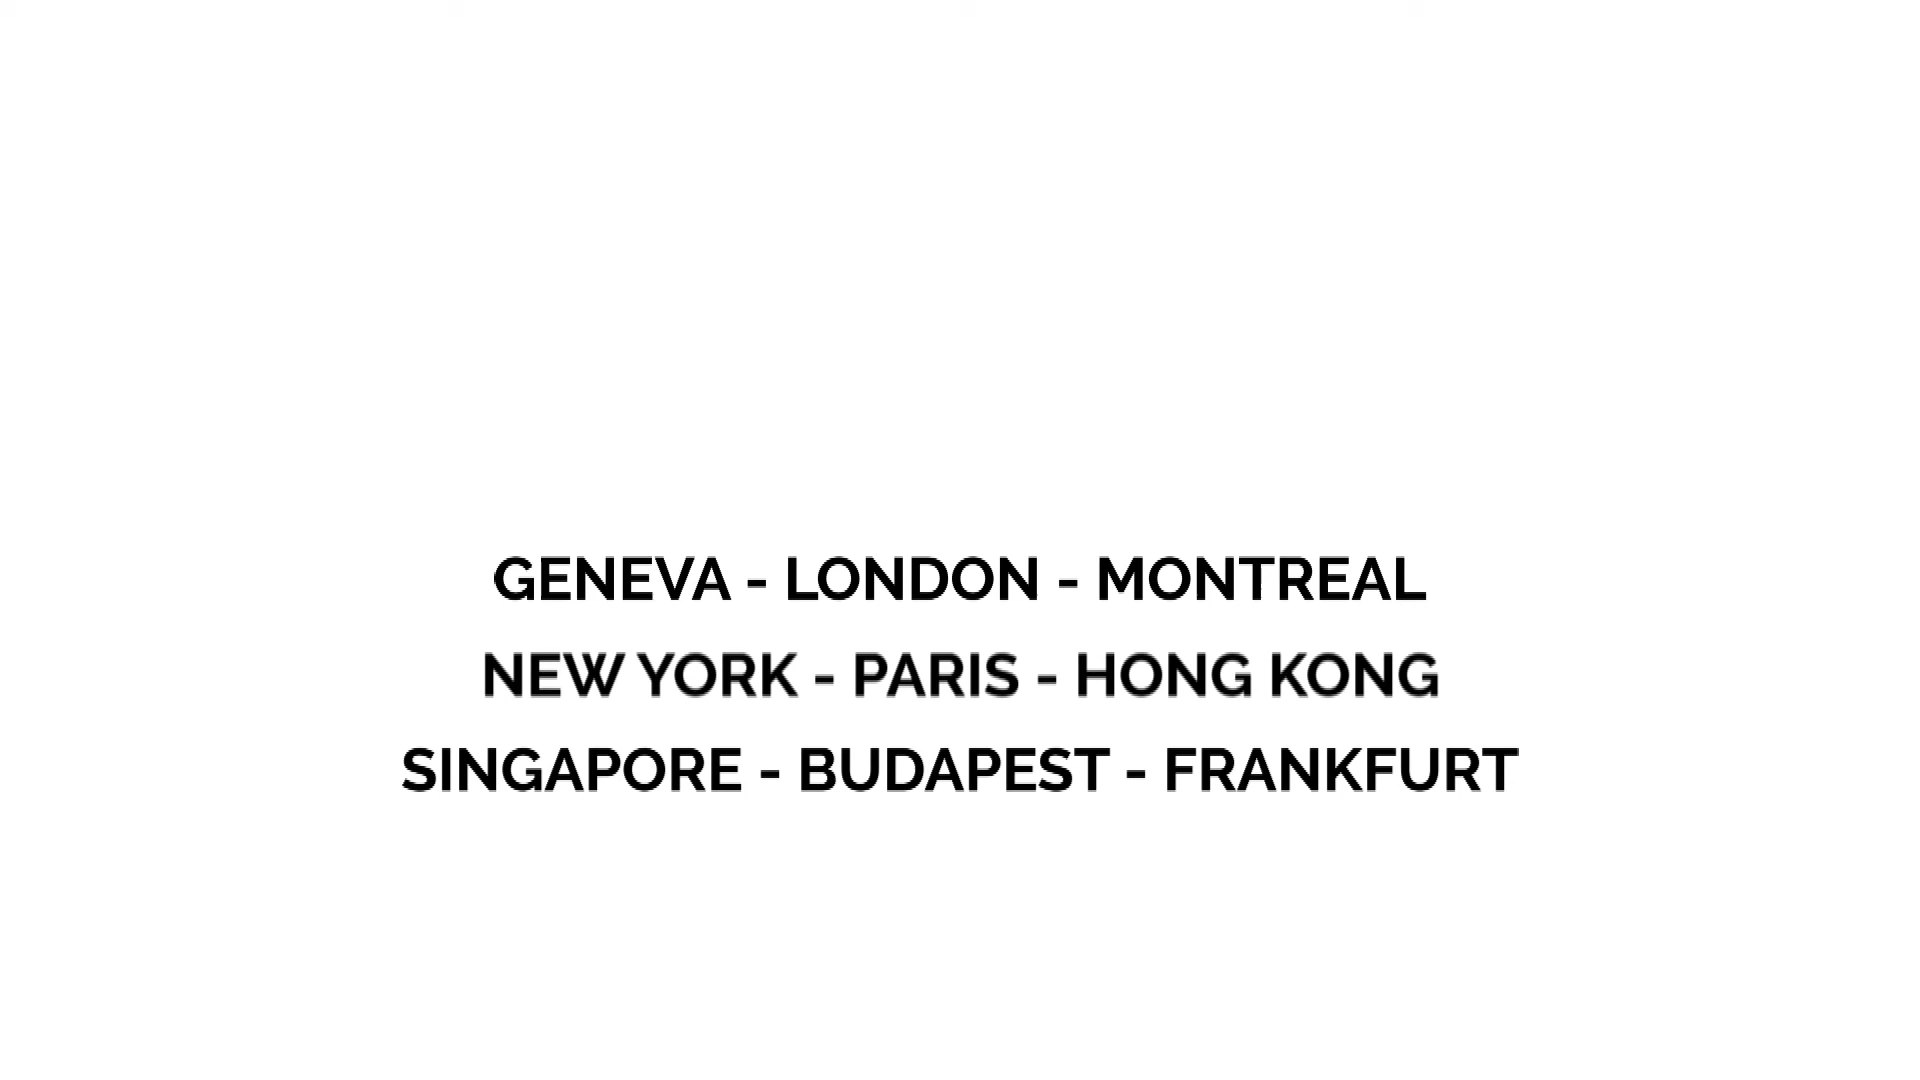 GENEVA - LONDON - MONTREAL
NEW YORK - PARIS - HONG KONG
SINGAPORE - BUDAPEST - FRANKFURT